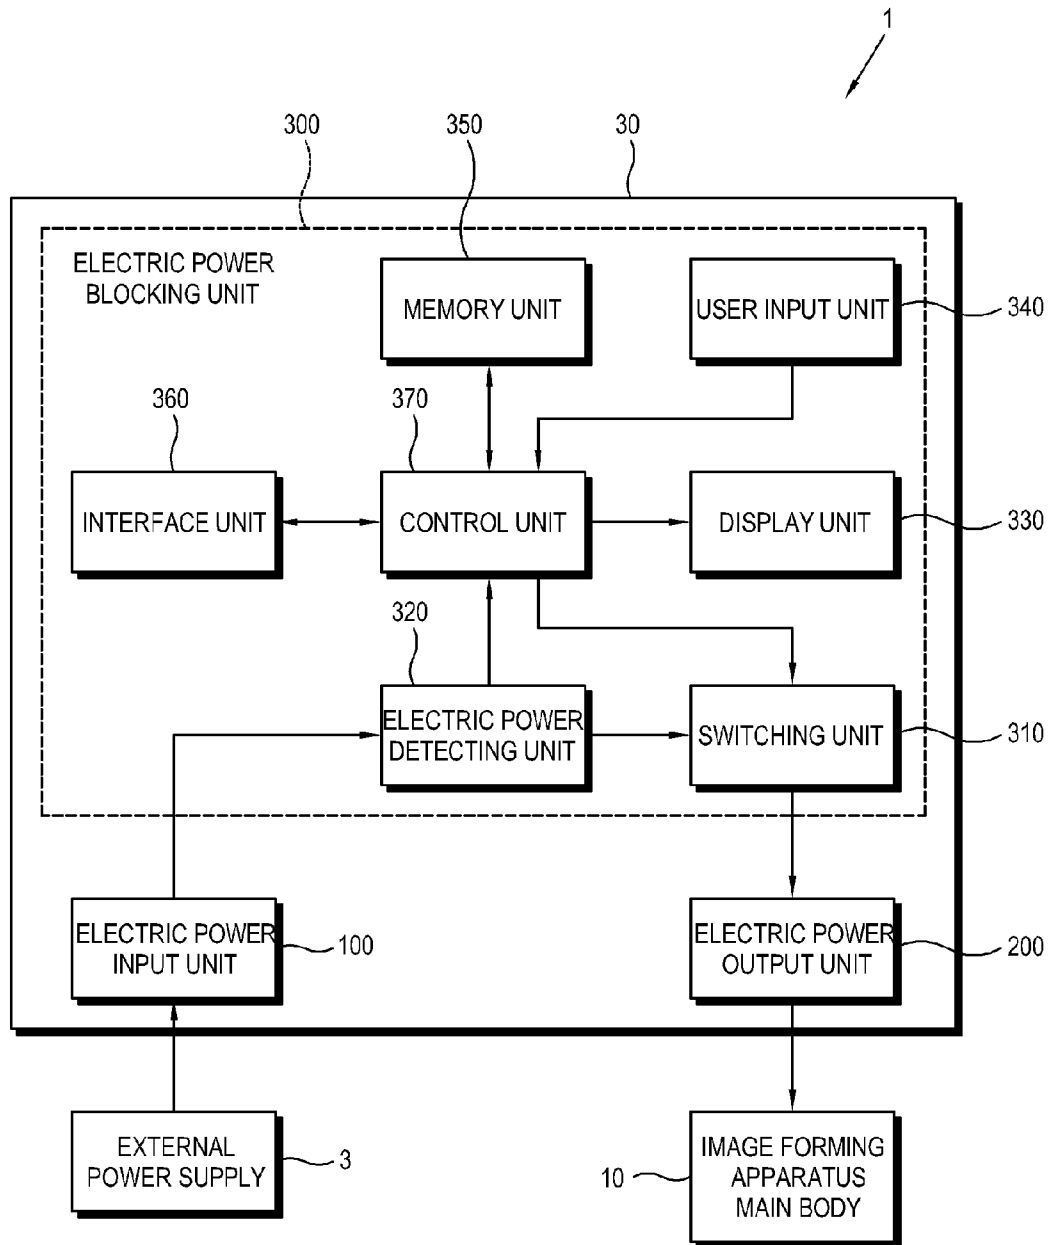 1
300
350
30
ELECTRIC POWER
BLOCKING UNIT
MEMORY UNIT
USER INPUT UNIT
340
360
370
INTERFACE UNIT
CONTROL UNIT
DISPLAY UNIT
330
320
ELECTRIC POWER
DETECTING UNIT
SWITCHING UNIT
310
ELECTRIC POWER
INPUT UNIT
100
ELECTRIC POWER
OUTPUT UNIT
200
EXTERNAL
POWER SUPPLY
3
10
IMAGE FORMING
APPARATUS
MAIN BODY